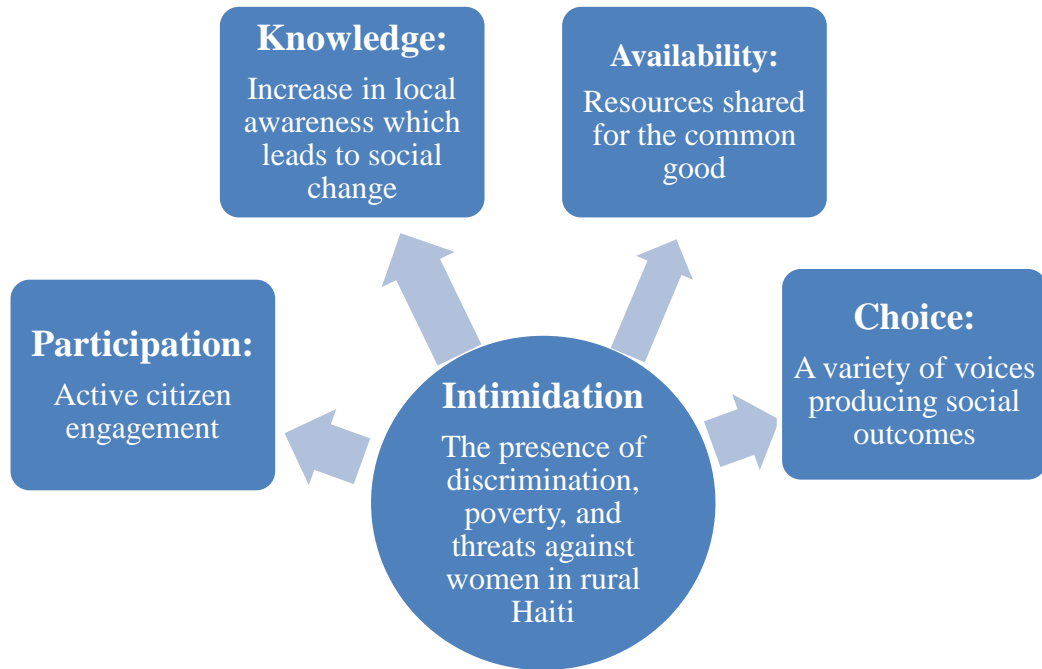 Knowledge:
Increase in local
awareness which
leads to social
change
Availability:
Resources shared
for the common
good
Participation:
Active citizen
engagement
Choice:
A variety of voices
producing social
outcomes
Intimidation
The presence of
discrimination,
poverty, and
threats against
women in rural
Haiti